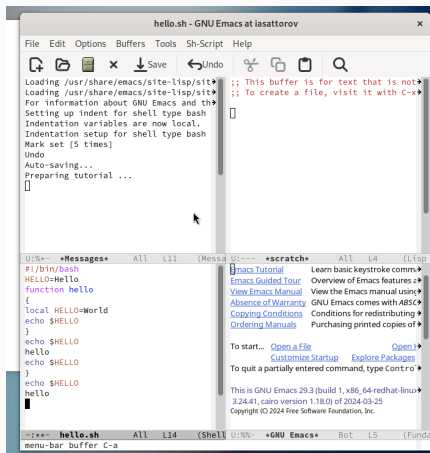 hello.sh - GNU Emacs at iasattorov
File Edit Options Buffers Tools Sh-Script Help
Save Undo
Loading /usr/share/emacs/site-lisp/sit
Loading /usr/share/emacs/site-lisp/sit
For information about GNU Emacs and th
Setting up indent for shell type bash
Indentation variables are now local.
Indentation setup for shell type bash
Mark set [5 times]
Undo
Auto-saving...
Preparing tutorial ...
U:%*- *Messages* All L11 (Messa
;; This buffer is for text that is not
;; To create a file, visit it with C-x
U:--- *scratch* All L4 (Lisp
#!/bin/bash
HELLO=Hello
function hello
{
local HELLO=World
echo $HELLO
}
echo $HELLO
hello
echo $HELLO
}
echo $HELLO
hello
-:**- hello.sh All L14 (Shell
Emacs Tutorial Learn basic keystroke comm
Emacs Guided Tour Overview of Emacs features
View Emacs Manual View the Emacs manual using
Absence of Warranty GNU Emacs comes with ABSC
Copying Conditions Conditions for redistributing
Ordering Manuals Purchasing printed copies of
To start... Open a File Open
Customize Startup Explore Packages
To quit a partially entered command, type Contro
This is GNU Emacs 29.3 (build 1, x86_64-redhat-linux
3.24.41, cairo version 1.18.0) of 2024-03-25
Copyright (C) 2024 Free Software Foundation, Inc.
U:%%- *GNU Emacs* Bot L5 (Funda
menu-bar buffer C-a